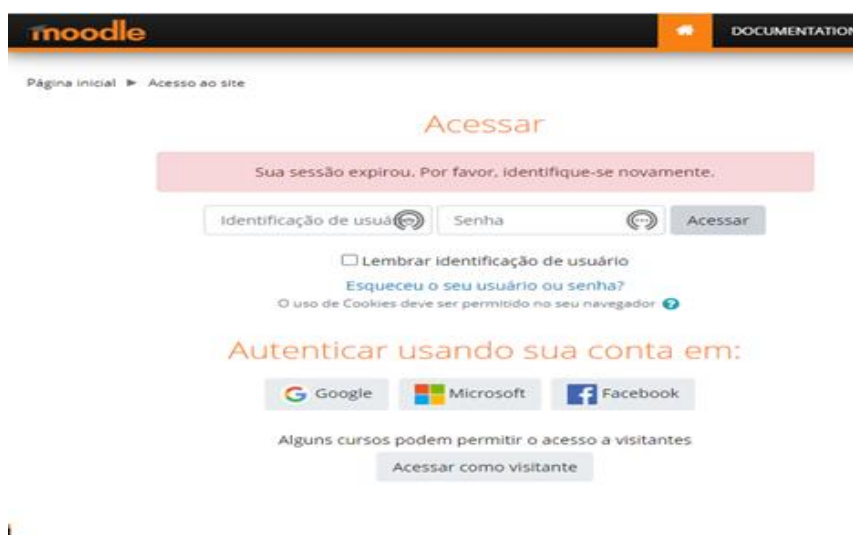 moodle
DOCUMENTATION
Página inicial ► Acesso ao site
Acessar
Sua sessão expirou. Por favor, identifique-se novamente.
Identificação de usuá Senha Acessar
Lembrar identificação de usuário
Esqueceu o seu usuário ou senha?
O uso de Cookies deve ser permitido no seu navegador ?
Autenticar usando sua conta em:
Google Microsoft Facebook
Alguns cursos podem permitir o acesso a visitantes
Acessar como visitante